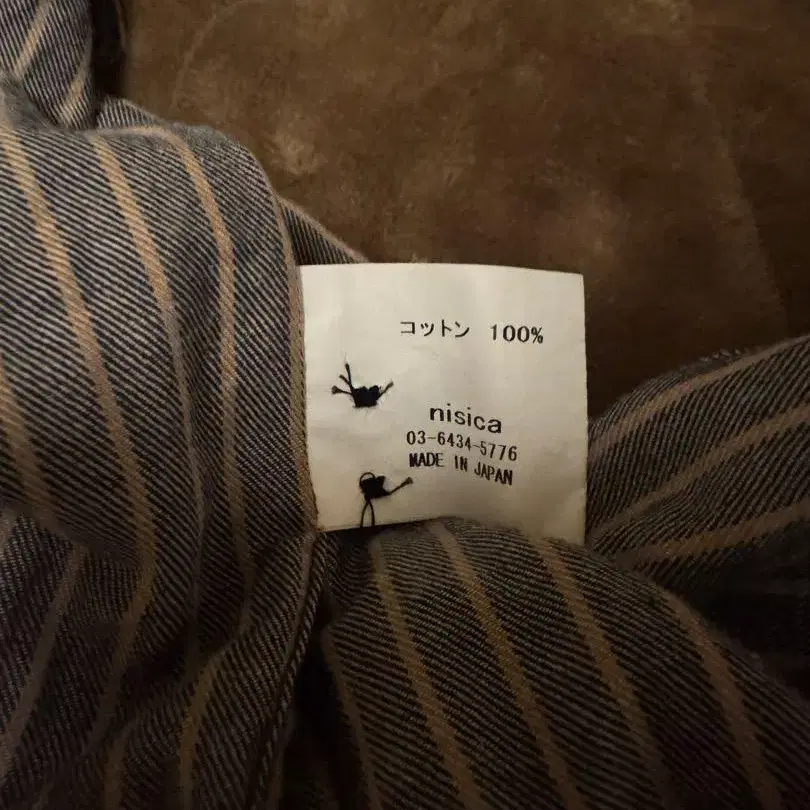 コットン 100%
nisica
03-6434-5776
MADE IN JAPAN